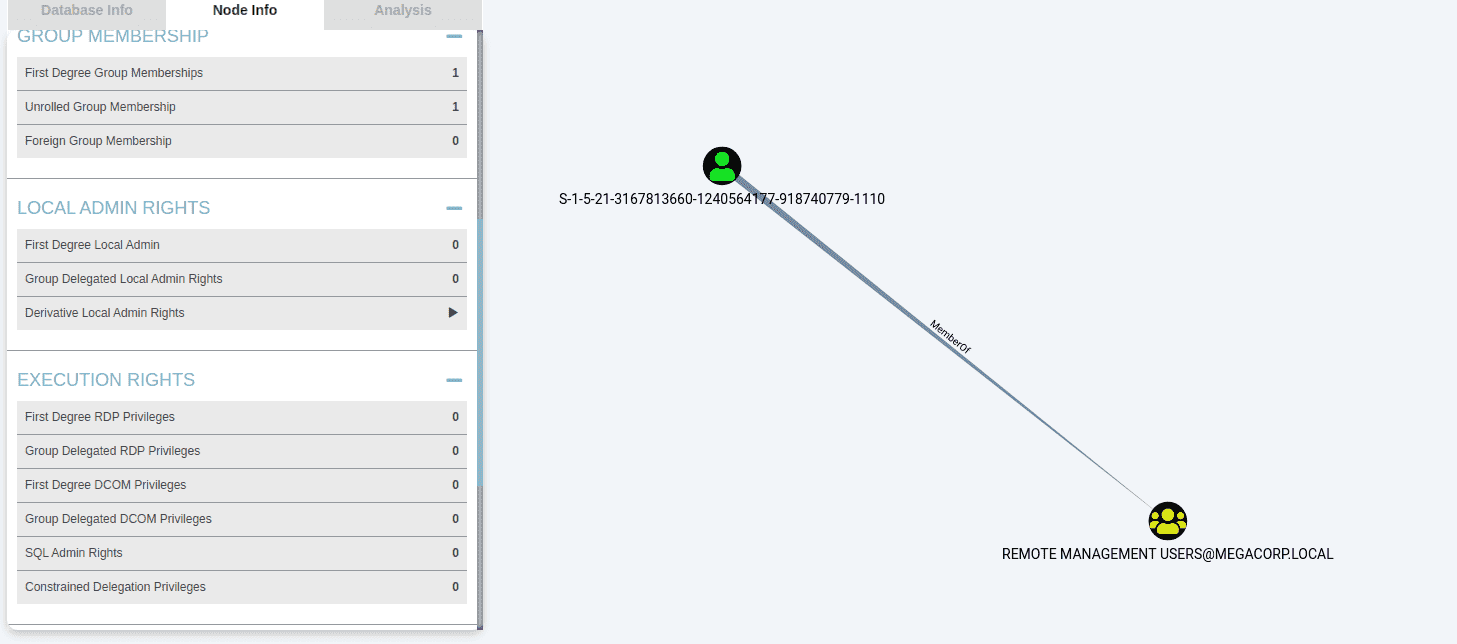 Database Info
Node Info
Analysis
GROUP MEMBERSHIP
First Degree Group Memberships 1
Unrolled Group Membership 1
Foreign Group Membership 0
LOCAL ADMIN RIGHTS
First Degree Local Admin 0
Group Delegated Local Admin Rights 0
Derivative Local Admin Rights
EXECUTION RIGHTS
First Degree RDP Privileges 0
Group Delegated RDP Privileges 0
First Degree DCOM Privileges 0
Group Delegated DCOM Privileges 0
SQL Admin Rights 0
Constrained Delegation Privileges 0
S-1-5-21-3167813660-1240564177-918740779-1110
MemberOf
REMOTE MANAGEMENT USERS@MEGACORP.LOCAL